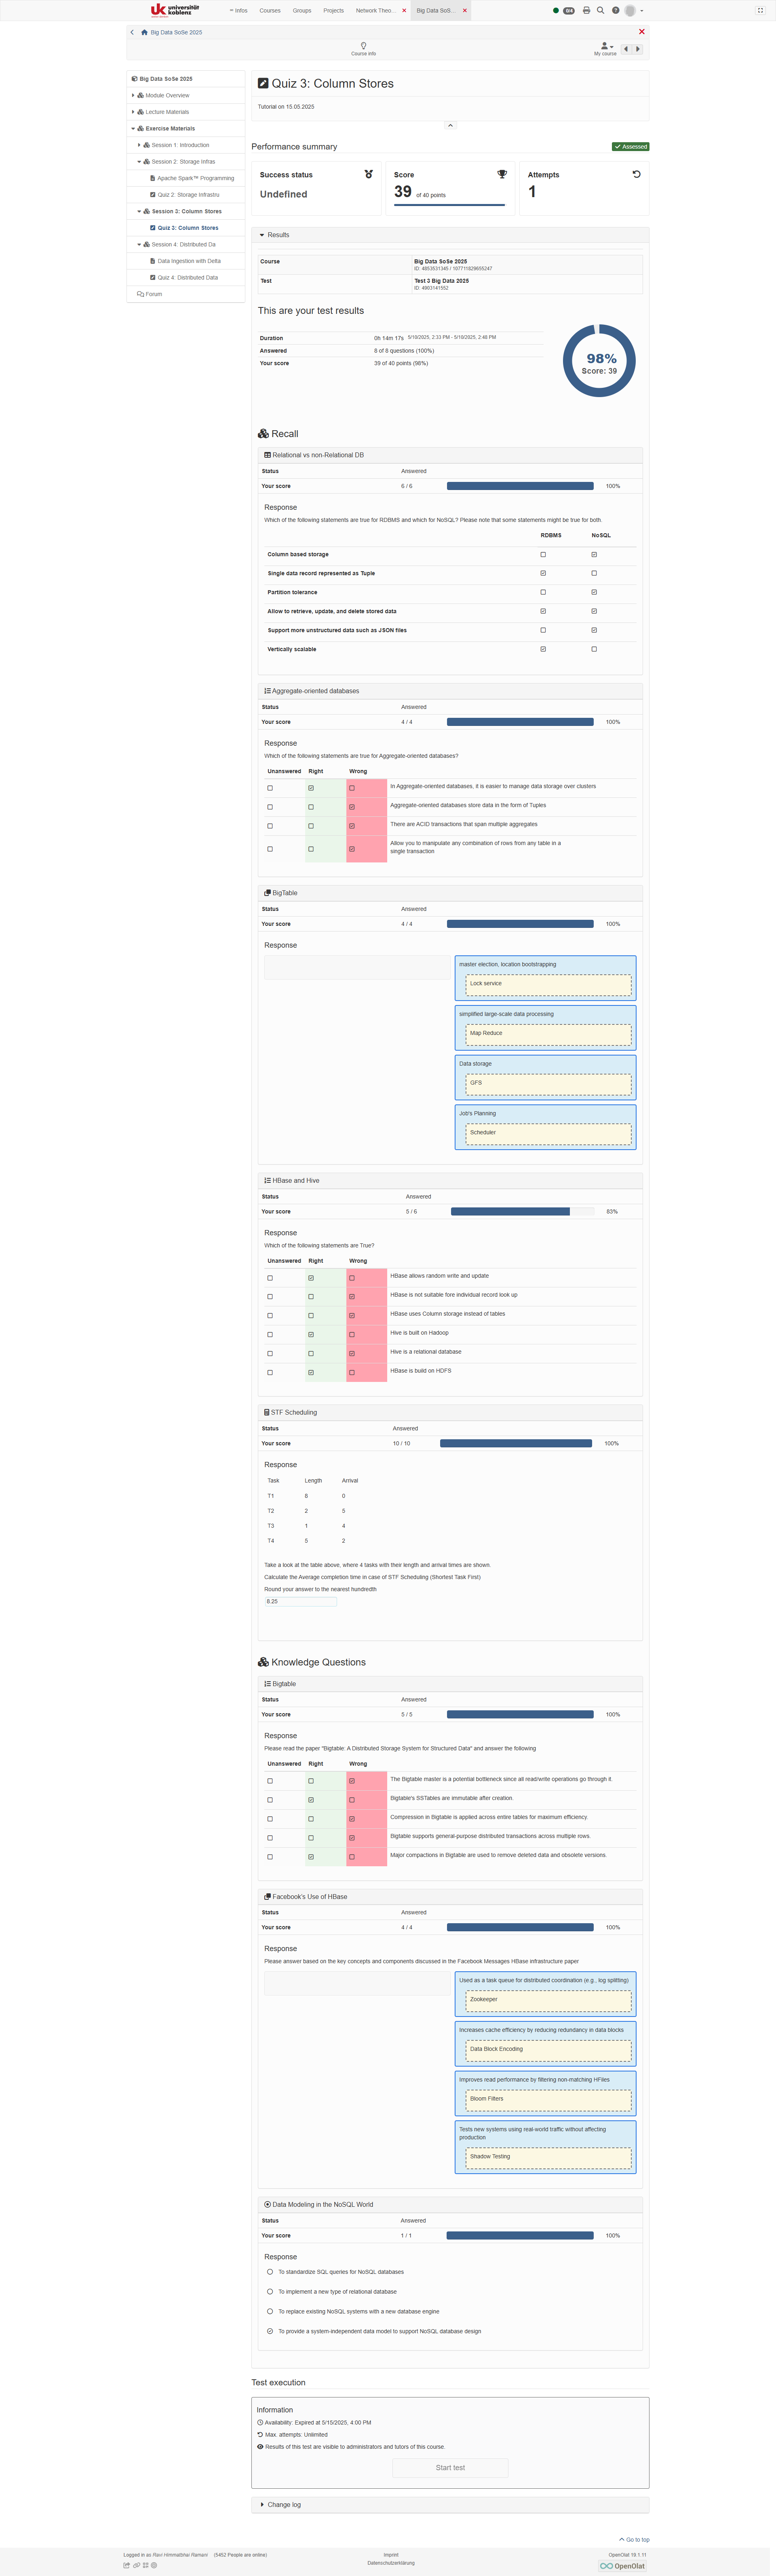 universität
koblenz
Infos
Courses
Groups
Projects
Network Theo...
Big Data SoS...
0/4
Big Data SoSe 2025
Course info
My course
Big Data SoSe 2025
Module Overview
Lecture Materials
Exercise Materials
Session 1: Introduction
Session 2: Storage Infras
Apache Spark™ Programming
Quiz 2: Storage Infrastru
Session 3: Column Stores
Quiz 3: Column Stores
Session 4: Distributed Da
Data Ingestion with Delta
Quiz 4: Distributed Data
Forum
Quiz 3: Column Stores
Tutorial on 15.05.2025
Performance summary
Assessed
Success status
Undefined
Score
39 of 40 points
Attempts
1
Results
Course
Big Data SoSe 2025
ID: 4853531345 / 107711829655247
Test
Test 3 Big Data 2025
ID: 4903141552
This are your test results
Duration 0h 14m 17s 5/10/2025, 2:33 PM - 5/10/2025, 2:48 PM
Answered 8 of 8 questions (100%)
Your score 39 of 40 points (98%)
98%
Score: 39
Recall
Relational vs non-Relational DB
Status Answered
Your score 6 / 6 100%
Response
Which of the following statements are true for RDBMS and which for NoSQL? Please note that some statements might be true for both.
RDBMS NoSQL
Column based storage
Single data record represented as Tuple
Partition tolerance
Allow to retrieve, update, and delete stored data
Support more unstructured data such as JSON files
Vertically scalable
Aggregate-oriented databases
Status Answered
Your score 4 / 4 100%
Response
Which of the following statements are true for Aggregate-oriented databases?
Unanswered Right Wrong
In Aggregate-oriented databases, it is easier to manage data storage over clusters
Aggregate-oriented databases store data in the form of Tuples
There are ACID transactions that span multiple aggregates
Allow you to manipulate any combination of rows from any table in a
single transaction
BigTable
Status Answered
Your score 4 / 4 100%
Response
master election, location bootstrapping
Lock service
simplified large-scale data processing
Map Reduce
Data storage
GFS
Job's Planning
Scheduler
HBase and Hive
Status Answered
Your score 5 / 6 83%
Response
Which of the following statements are True?
Unanswered Right Wrong
HBase allows random write and update
HBase is not suitable fore individual record look up
HBase uses Column storage instead of tables
Hive is built on Hadoop
Hive is a relational database
HBase is build on HDFS
STF Scheduling
Status Answered
Your score 10 / 10 100%
Response
Task Length Arrival
T1 8 0
T2 2 5
T3 1 4
T4 5 2
Take a look at the table above, where 4 tasks with their length and arrival times are shown.
Calculate the Average completion time in case of STF Scheduling (Shortest Task First)
Round your answer to the nearest hundredth
8.25
Knowledge Questions
Bigtable
Status Answered
Your score 5 / 5 100%
Response
Please read the paper "Bigtable: A Distributed Storage System for Structured Data" and answer the following
Unanswered Right Wrong
The Bigtable master is a potential bottleneck since all read/write operations go through it.
Bigtable's SSTables are immutable after creation.
Compression in Bigtable is applied across entire tables for maximum efficiency.
Bigtable supports general-purpose distributed transactions across multiple rows.
Major compactions in Bigtable are used to remove deleted data and obsolete versions.
Facebook's Use of HBase
Status Answered
Your score 4 / 4 100%
Response
Please answer based on the key concepts and components discussed in the Facebook Messages HBase infrastructure paper
Used as a task queue for distributed coordination (e.g., log splitting)
Zookeeper
Increases cache efficiency by reducing redundancy in data blocks
Data Block Encoding
Improves read performance by filtering non-matching HFiles
Bloom Filters
Tests new systems using real-world traffic without affecting
production
Shadow Testing
Data Modeling in the NoSQL World
Status Answered
Your score 1 / 1 100%
Response
To standardize SQL queries for NoSQL databases
To implement a new type of relational database
To replace existing NoSQL systems with a new database engine
To provide a system-independent data model to support NoSQL database design
Test execution
Information
Availability: Expired at 5/15/2025, 4:00 PM
Max. attempts: Unlimited
Results of this test are visible to administrators and tutors of this course.
Start test
Change log
Go to top
Logged in as Ravi Himmatbhai Ramani (5452 People are online)
Imprint
Datenschutzerklärung
OpenOlat 19.1.11
OpenOlat